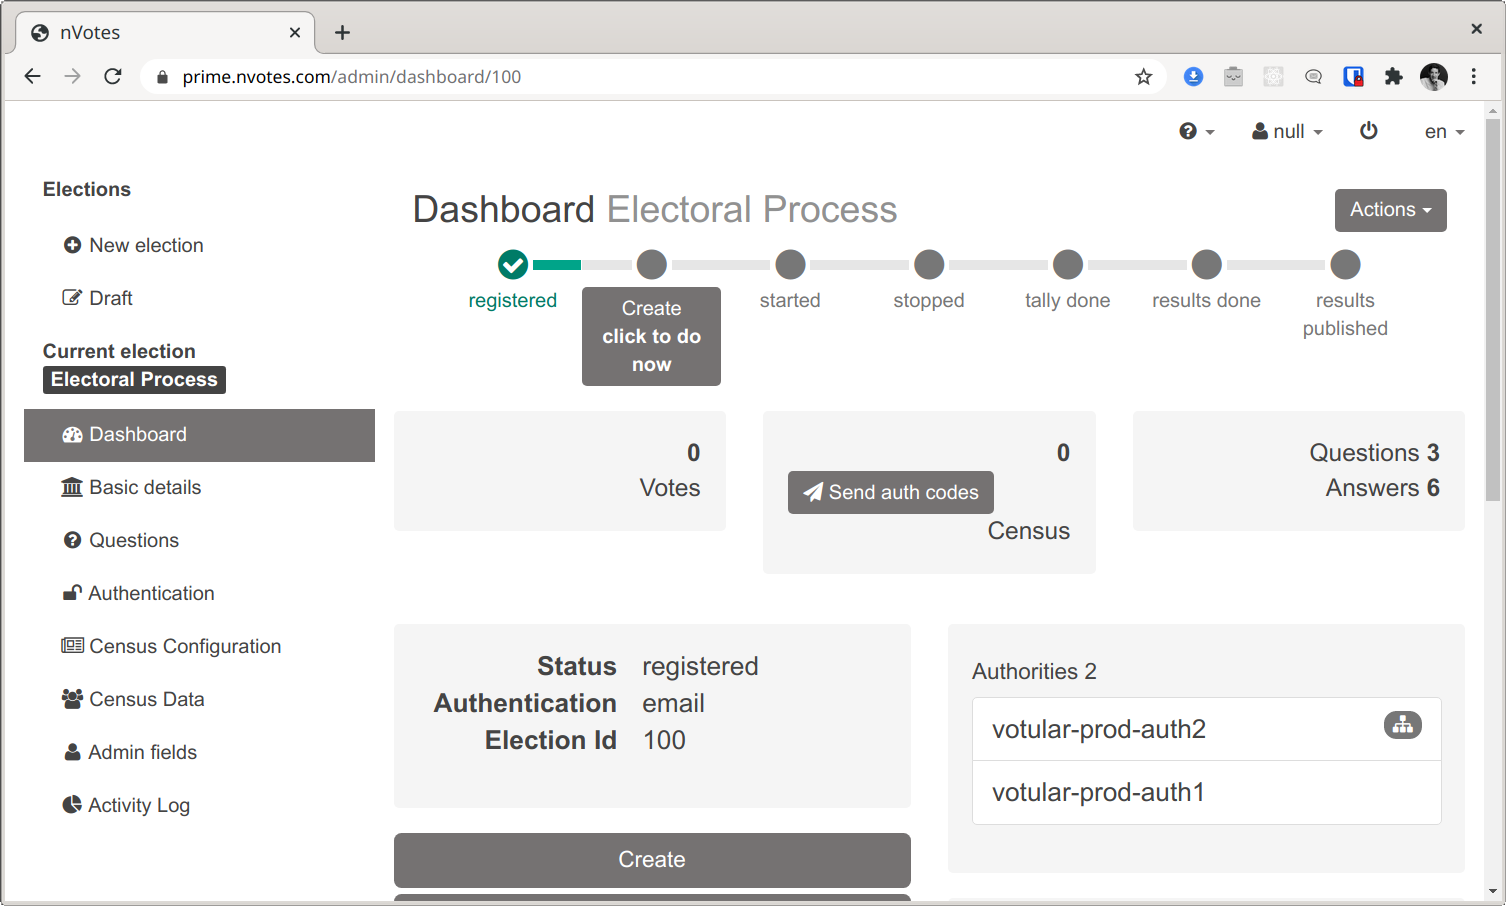 nVotes
prime.nvotes.com/admin/dashboard/100
null
en
Elections
New election
Draft
Current election
Electoral Process
Dashboard
Basic details
Questions
Authentication
Census Configuration
Census Data
Admin fields
Activity Log
Dashboard Electoral Process
Actions
registered
Create
click to do
now
started
stopped
tally done
results done
results
published
0
Votes
0
Send auth codes
Census
Questions 3
Answers 6
Status registered
Authentication email
Election Id 100
Create
Authorities 2
votular-prod-auth2
votular-prod-auth1